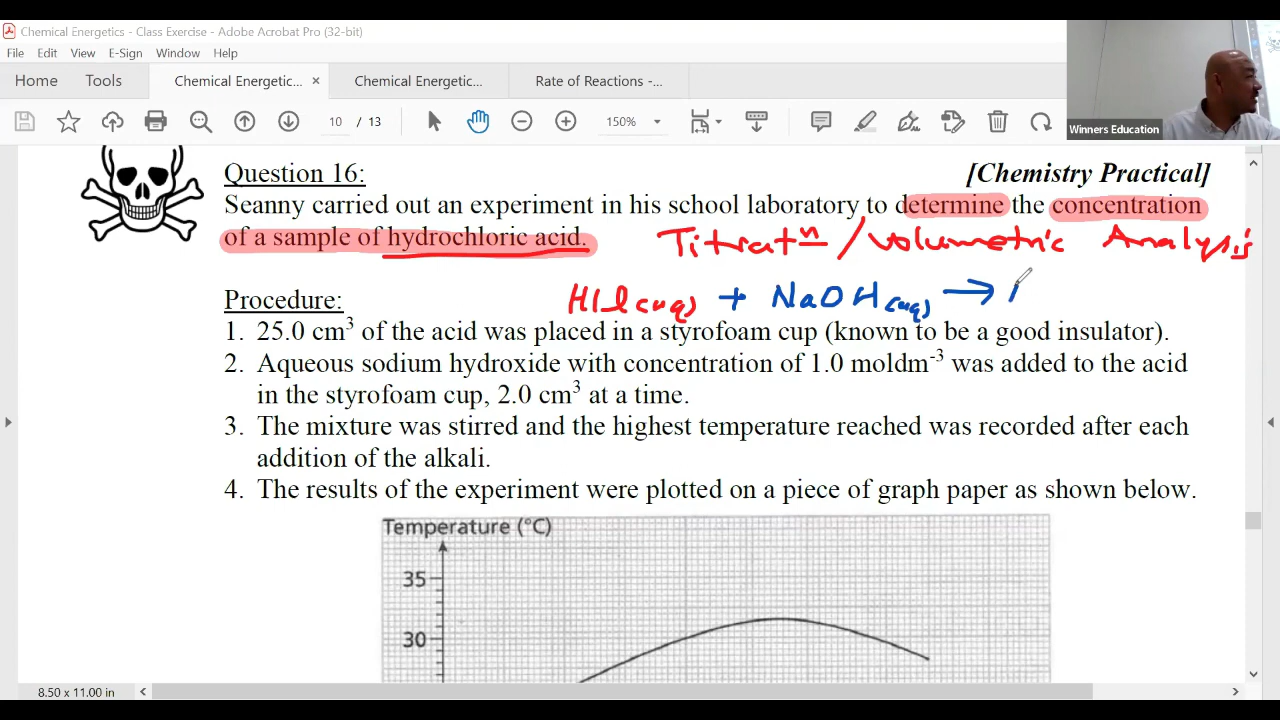 Chemical Energetics - Class Exercise - Adobe Acrobat Pro (32-bit)
File Edit View E-Sign Window Help
Home Tools Chemical Energetic... × Chemical Energetic... Rate of Reactions -...
10 / 13 150%
Winners Education
Question 16: [Chemistry Practical]
Seanny carried out an experiment in his school laboratory to determine the concentration
of a sample of hydrochloric acid. Titratn / Volumetric Analysis
Procedure: HCl(aq) + NaOH(aq) →
1. 25.0 cm³ of the acid was placed in a styrofoam cup (known to be a good insulator).
2. Aqueous sodium hydroxide with concentration of 1.0 moldm⁻³ was added to the acid
in the styrofoam cup, 2.0 cm³ at a time.
3. The mixture was stirred and the highest temperature reached was recorded after each
addition of the alkali.
4. The results of the experiment were plotted on a piece of graph paper as shown below.
Temperature (°C)
35
30
8.50 x 11.00 in